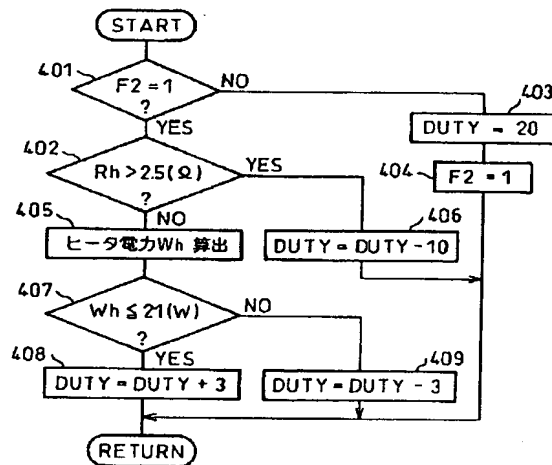 START
401
F2=1
?
NO
YES
403
DUTY = 20
402
Rh>2.5(Ω)
?
YES
NO
404
F2=1
405
ヒータ電力Wh 算出
406
DUTY=DUTY-10
407
Wh≦21(W)
?
NO
YES
408
DUTY=DUTY+3
409
DUTY=DUTY-3
RETURN